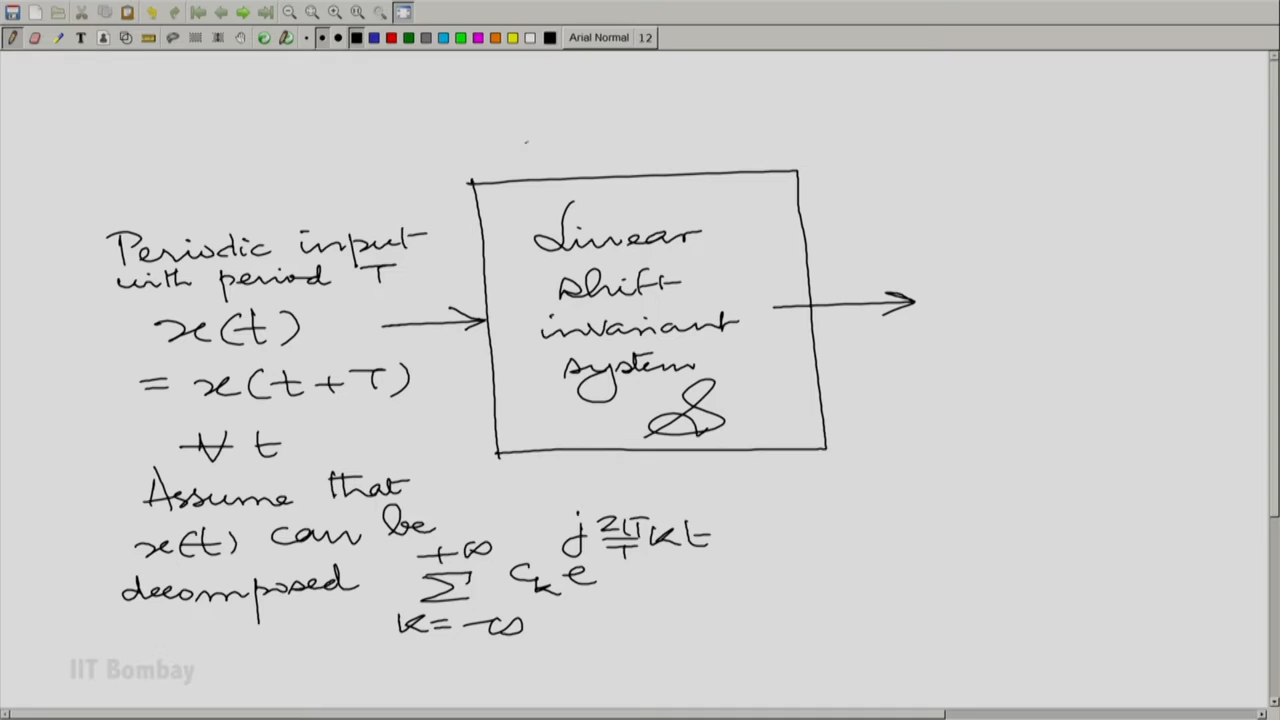 Arial Normal 12
Periodic input
with period T
x(t)
= x(t+T)
∀ t
Assume that
x(t) can be
decomposed
+∞
∑ c_k e^{j 2π/T kt}
k=-∞
Linear
shift
invariant
system
S
IIT Bombay